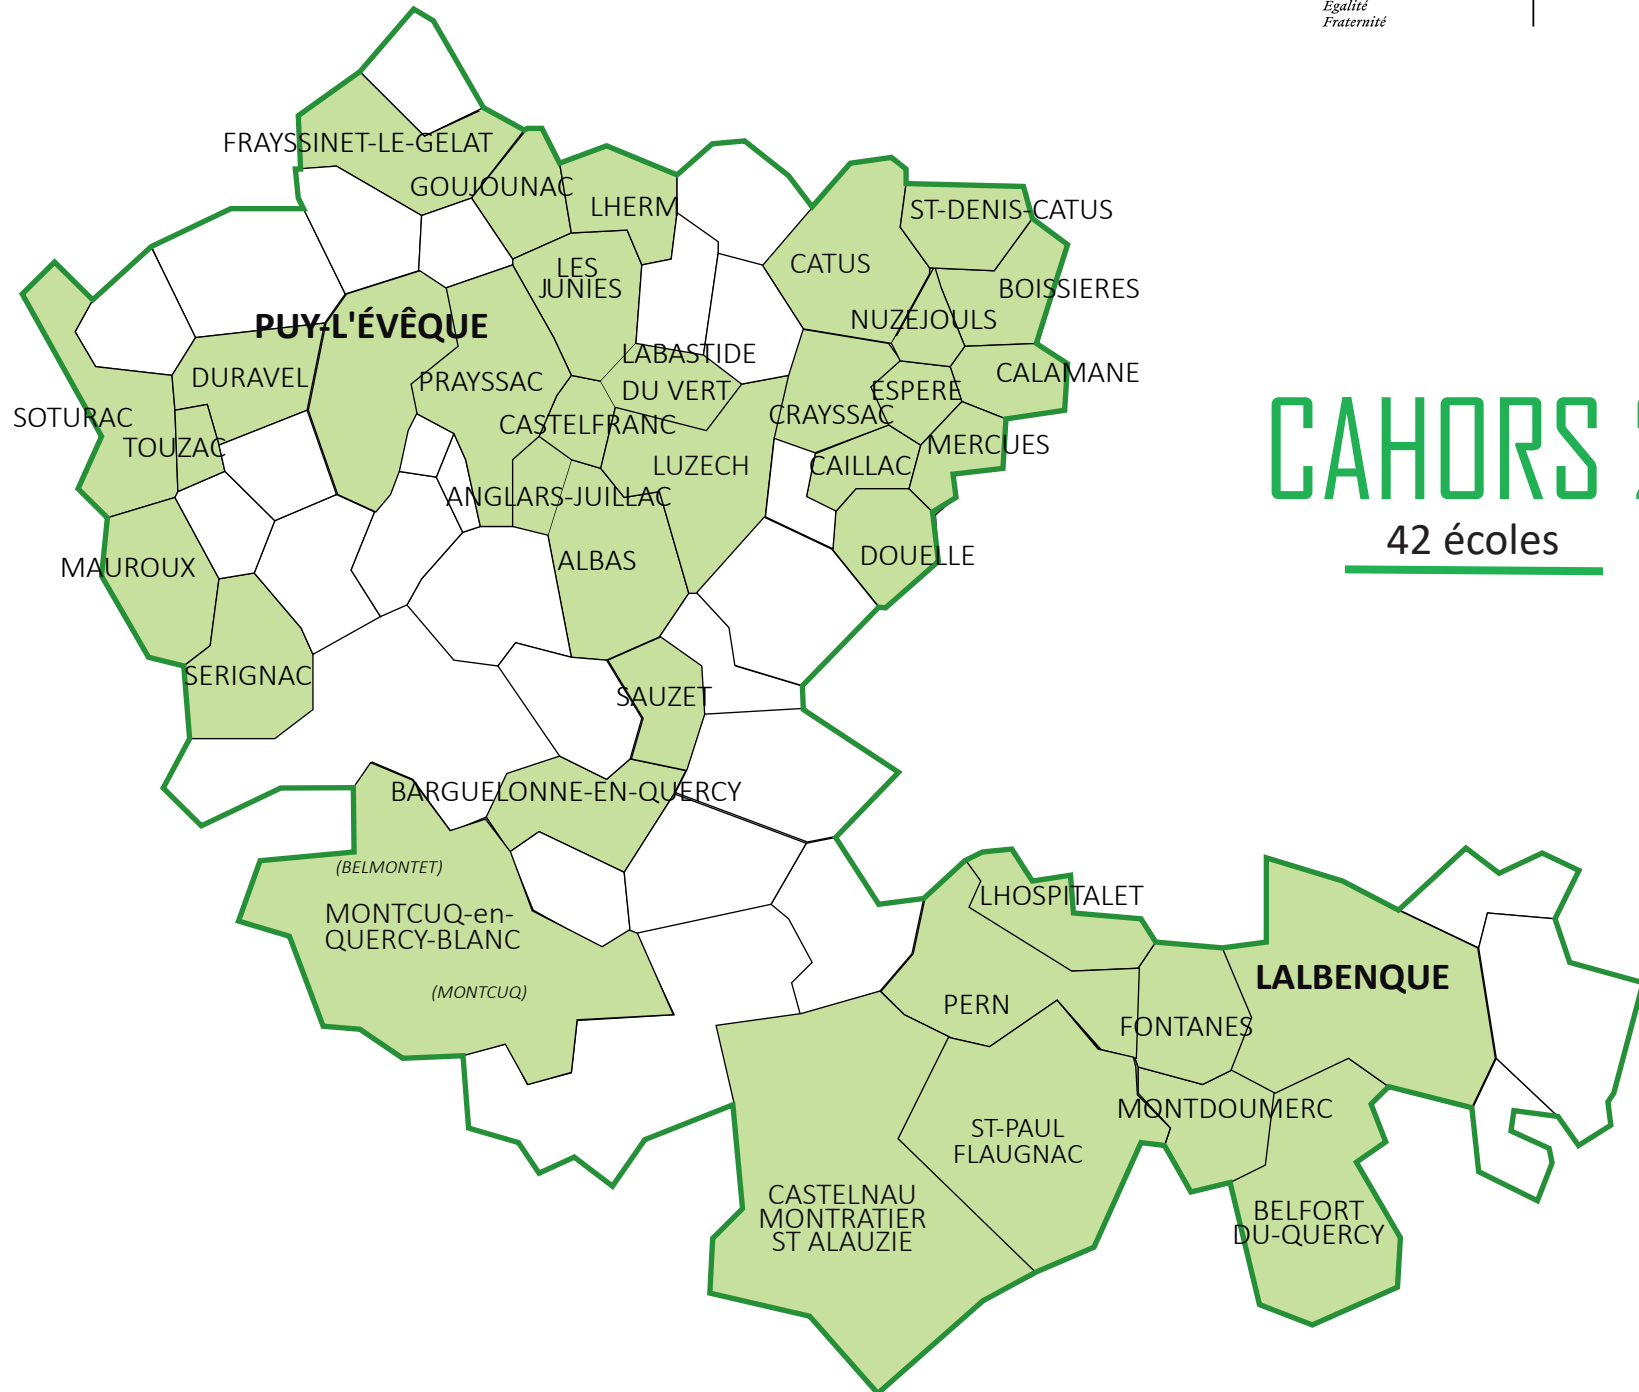 Egalité
Fraternité
FRAYSSINET-LE-GELAT
GOUJOUNAC
LHERM
ST-DENIS-CATUS
CATUS
LES
JUNIES
BOISSIERES
PUY-L'ÉVÊQUE
NUZEJOULS
LABASTIDE
DU VERT
DURAVEL
PRAYSSAC
ESPERE
CALAMANE
SOTURAC
CRAYSSAC
CASTELFRANC
TOUZAC
MERCUES
LUZECH
CAILLAC
ANGLARS-JUILLAC
CAHORS
42 écoles
MAUROUX
ALBAS
DOUELLE
SERIGNAC
SAUZET
BARGUELONNE-EN-QUERCY
(BELMONTET)
MONTCUQ-en-
QUERCY-BLANC
(MONTCUQ)
LHOSPITALET
LALBENQUE
PERN
FONTANES
MONTDOUMERC
ST-PAUL
FLAUGNAC
CASTELNAU
MONTRATIER
ST ALAUZIE
BELFORT
DU-QUERCY